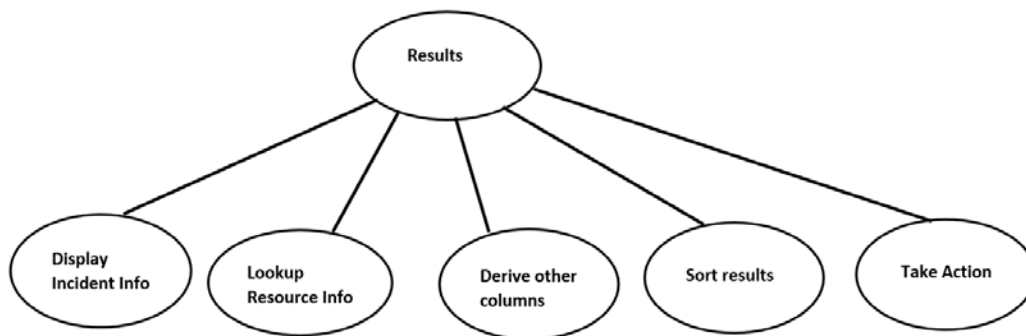 Results
Display
Incident Info
Lookup
Resource Info
Derive other
columns
Sort results
Take Action